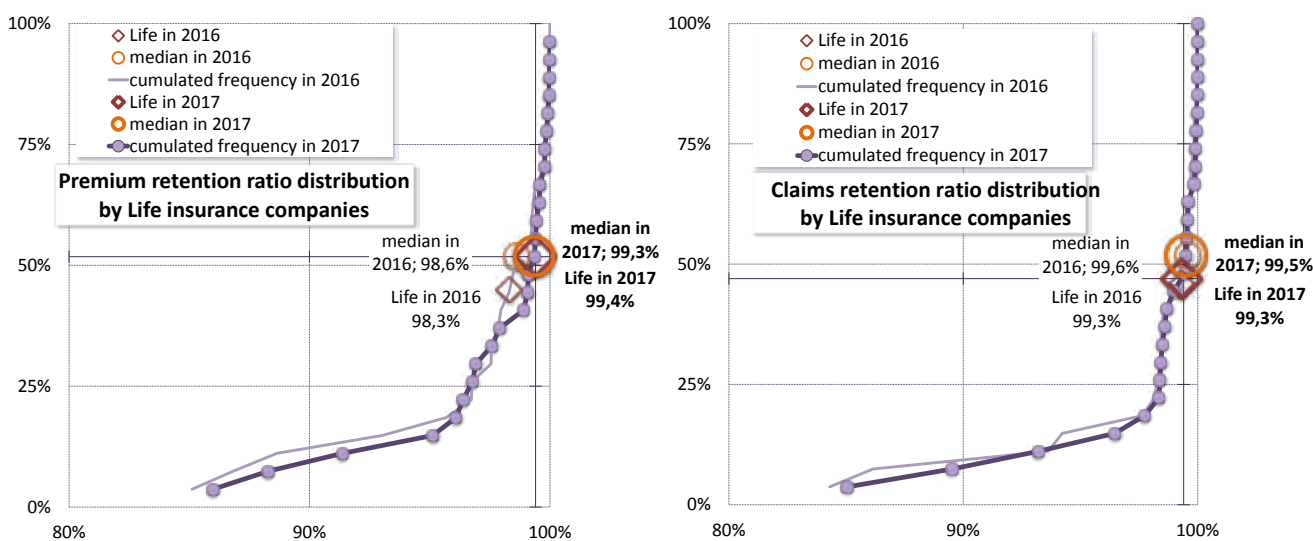 100%
75%
50%
25%
0%
80%
90%
100%
Life in 2016
median in 2016
cumulated frequency in 2016
Life in 2017
median in 2017
cumulated frequency in 2017
Premium retention ratio distribution
by Life insurance companies
median in
2016; 98,6%
Life in 2016
98,3%
median in
2017; 99,3%
Life in 2017
99,4%
100%
75%
50%
25%
0%
80%
90%
100%
Life in 2016
median in 2016
cumulated frequency in 2016
Life in 2017
median in 2017
cumulated frequency in 2017
Claims retention ratio distribution
by Life insurance companies
median in
2016; 99,6%
Life in 2016
99,3%
median in
2017; 99,5%
Life in 2017
99,3%